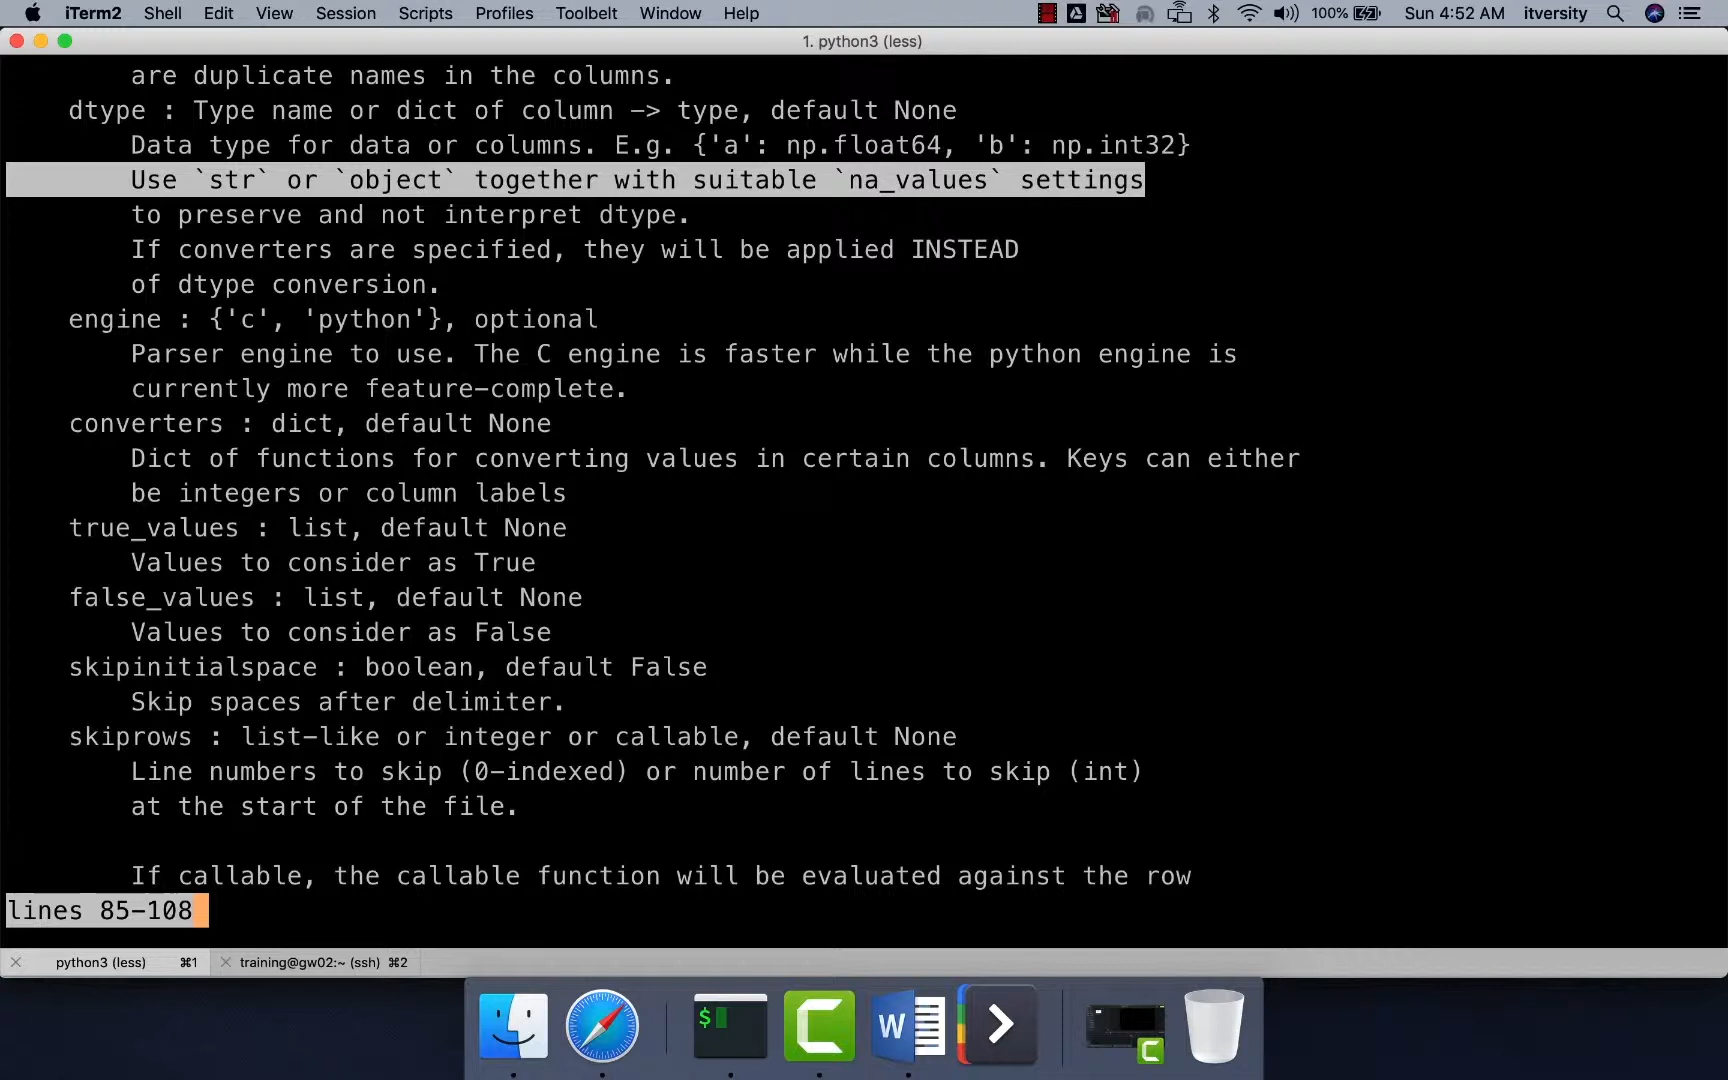 iTerm2 Shell Edit View Session Scripts Profiles Toolbelt Window Help 100% Sun 4:52 AM itversity
1. python3 (less)
are duplicate names in the columns.
dtype : Type name or dict of column -> type, default None
Data type for data or columns. E.g. {'a': np.float64, 'b': np.int32}
Use `str` or `object` together with suitable `na_values` settings
to preserve and not interpret dtype.
If converters are specified, they will be applied INSTEAD
of dtype conversion.
engine : {'c', 'python'}, optional
Parser engine to use. The C engine is faster while the python engine is
currently more feature-complete.
converters : dict, default None
Dict of functions for converting values in certain columns. Keys can either
be integers or column labels
true_values : list, default None
Values to consider as True
false_values : list, default None
Values to consider as False
skipinitialspace : boolean, default False
Skip spaces after delimiter.
skiprows : list-like or integer or callable, default None
Line numbers to skip (0-indexed) or number of lines to skip (int)
at the start of the file.
If callable, the callable function will be evaluated against the row
lines 85-108
python3 (less) ⌘1 training@gw02:~ (ssh) ⌘2
$ W